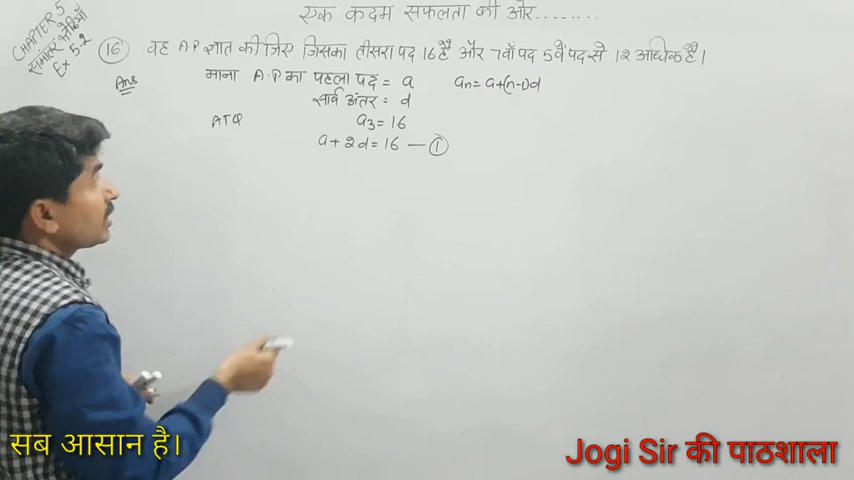 एक कदम सफलता की ओर........
CHAPTER 5
समांतर श्रेढियाँ
Ex 5.2
16 वह A.P ज्ञात कीजिए जिसका तीसरा पद 16 है और 7वाँ पद 5वें पद से 12 अधिक है।
Ans माना A.P का पहला पद = a an = a+(n-1)d
सार्व अंतर = d
ATQ a3 = 16
a + 2d = 16 — 1
सब आसान है।
Jogi Sir की पाठशाला